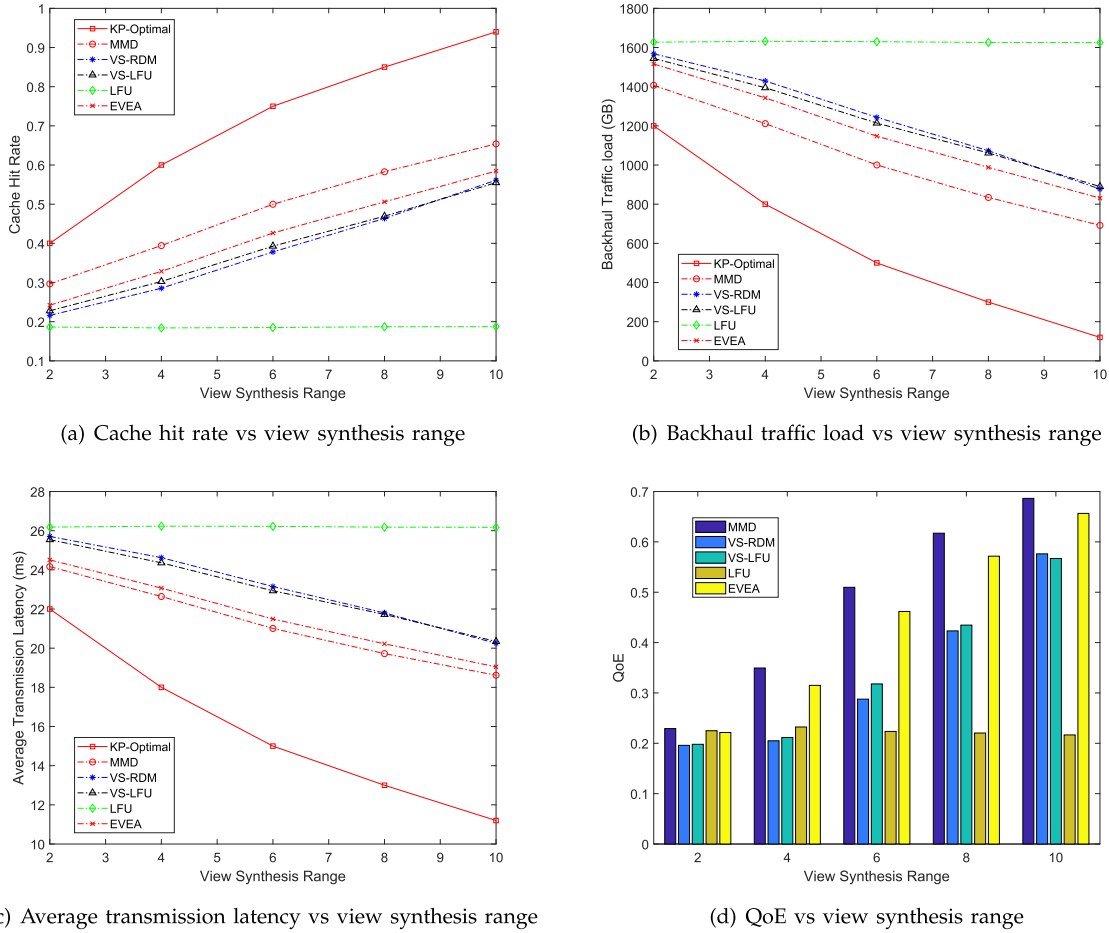 1
0.9
0.8
0.7
0.6
0.5
0.4
0.3
0.2
0.1
Cache Hit Rate
KP-Optimal
MMD
VS-RDM
VS-LFU
LFU
EVEA
2 3 4 5 6 7 8 9 10
View Synthesis Range
(a) Cache hit rate vs view synthesis range
1800
1600
1400
1200
1000
800
600
400
200
0
Backhaul Traffic load (GB)
KP-Optimal
MMD
VS-RDM
VS-LFU
LFU
EVEA
2 3 4 5 6 7 8 9 10
View Synthesis Range
(b) Backhaul traffic load vs view synthesis range
28
26
24
22
20
18
16
14
12
10
Average Transmission Latency (ms)
KP-Optimal
MMD
VS-RDM
VS-LFU
LFU
EVEA
2 3 4 5 6 7 8 9 10
View Synthesis Range
) Average transmission latency vs view synthesis range
0.7
0.6
0.5
0.4
0.3
0.2
0.1
0
QoE
MMD
VS-RDM
VS-LFU
LFU
EVEA
2 4 6 8 10
View Synthesis Range
(d) QoE vs view synthesis range